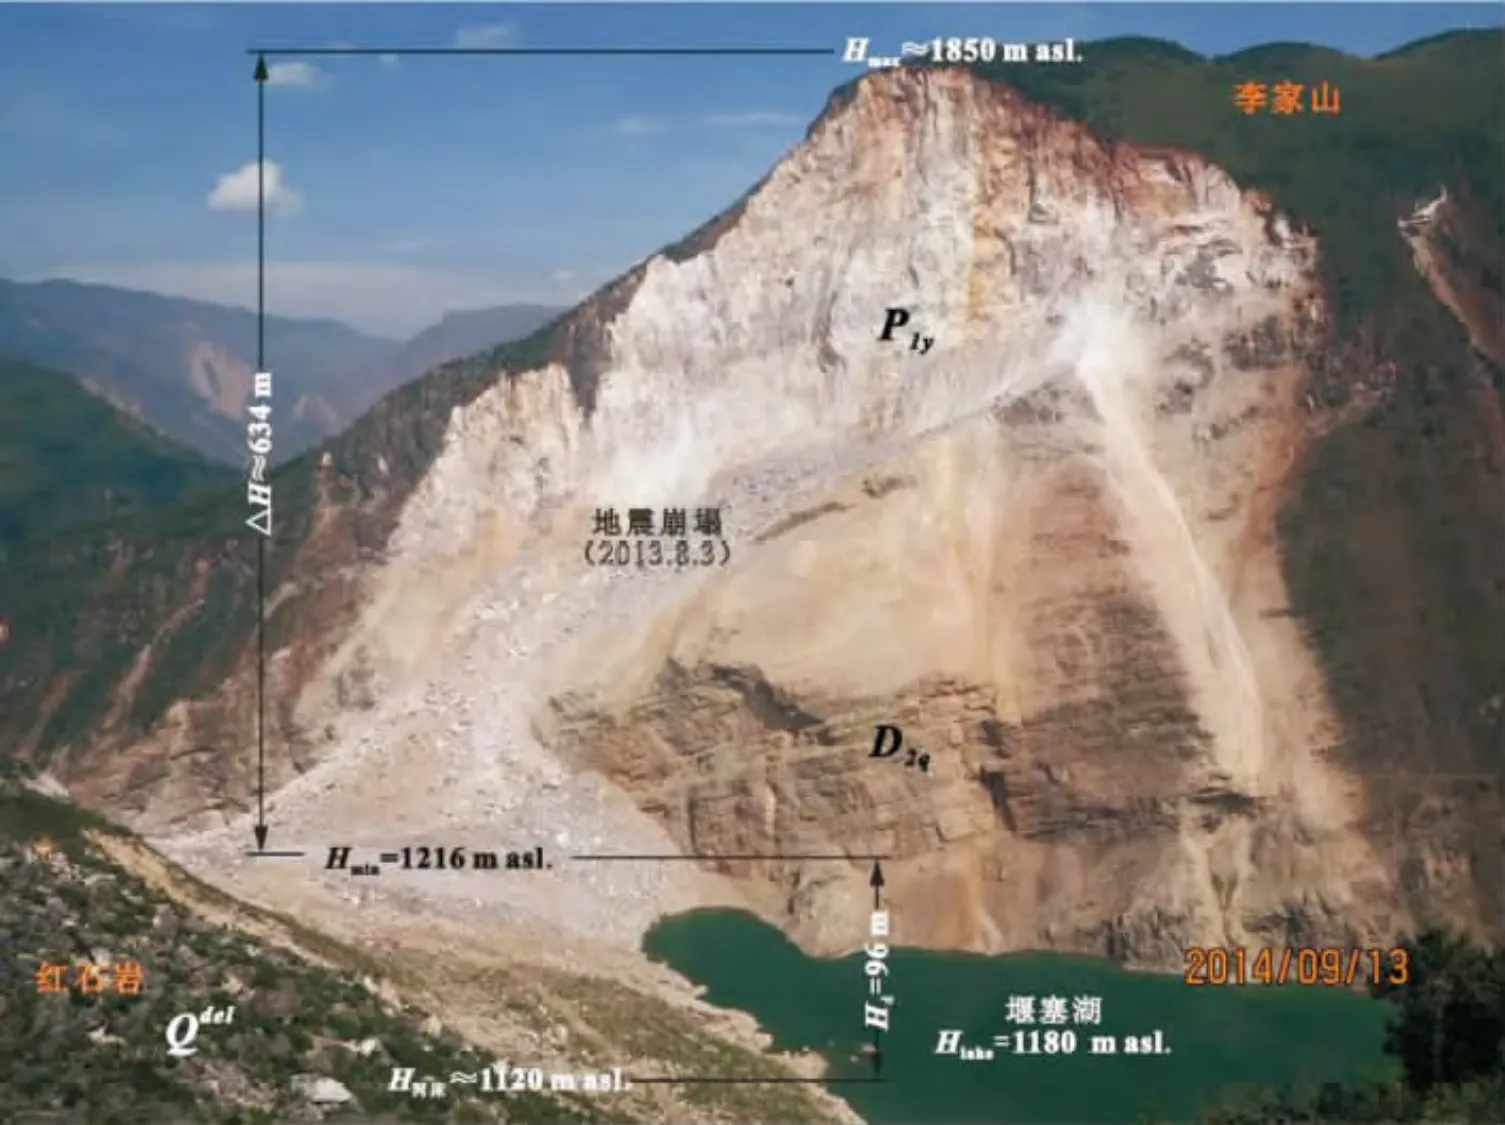 Hmax≈1850 m asl.
李家山
△H≈634 m
P1y
地震崩塌
(2013.8.3)
D2q
Hmin=1216 m asl.
红石岩
Qdel
=96 m
2014/09/13
堰塞湖
Hlake=1180 m asl.
H河床≈1120 m asl.